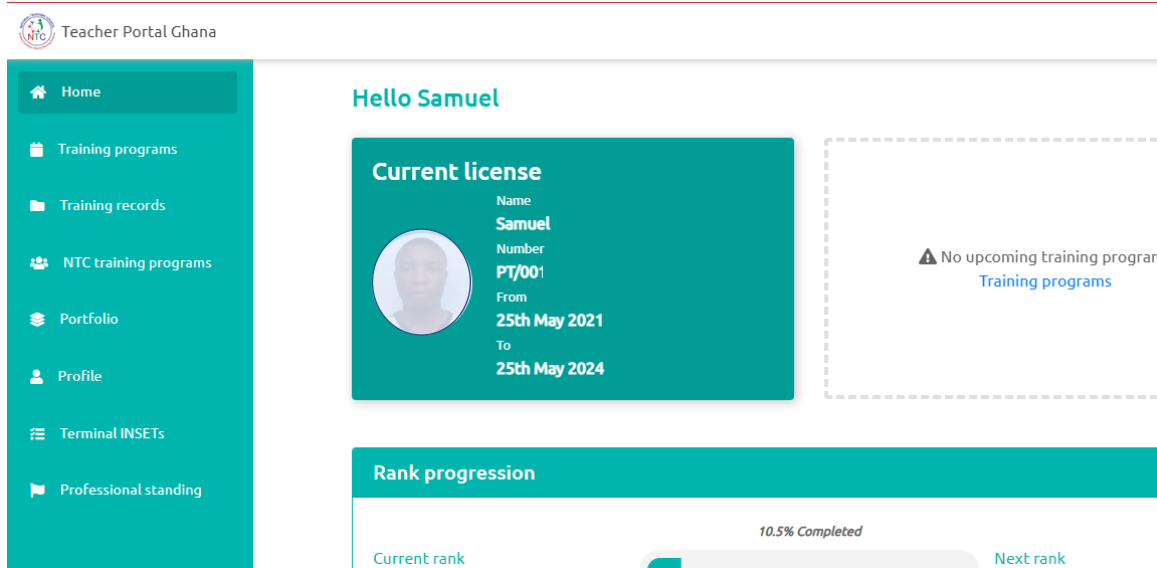 NTC
Teacher Portal Ghana
Home
Training programs
Training records
NTC training programs
Portfolio
Profile
Terminal INSETs
Professional standing
Hello Samuel
Current license
Name
Samuel
Number
PT/001
From
25th May 2021
To
25th May 2024
No upcoming training
Training programs
Rank progression
10.5% Completed
Current rank
Next rank